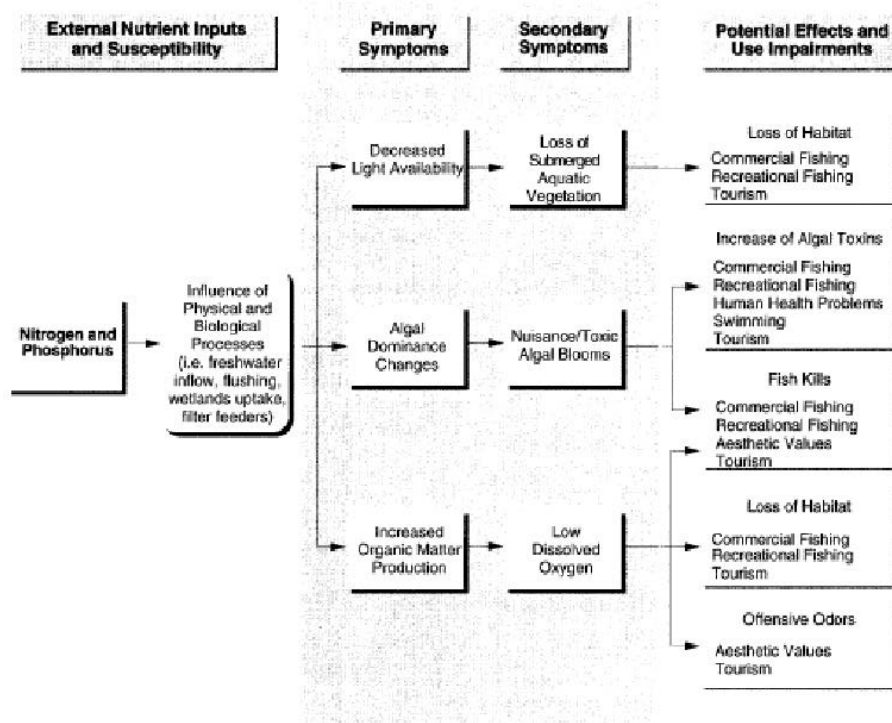 External Nutrient Inputs
and Susceptibility
Primary
Symptoms
Secondary
Symptoms
Potential Effects and
Use Impairments
Nitrogen and
Phosphorus
Influence of
Physical and
Biological
Processes
(i.e. freshwater
inflow, flushing,
wetlands uptake,
filter feeders)
Decreased
Light Availability
Loss of
Submerged
Aquatic
Vegetation
Loss of Habitat
Commercial Fishing
Recreational Fishing
Tourism
Algal
Dominance
Changes
Nuisance/Toxic
Algal Blooms
Increase of Algal Toxins
Commercial Fishing
Recreational Fishing
Human Health Problems
Swimming
Tourism
Fish Kills
Commercial Fishing
Recreational Fishing
Aesthetic Values
Tourism
Increased
Organic Matter
Production
Low
Dissolved
Oxygen
Loss of Habitat
Commercial Fishing
Recreational Fishing
Tourism
Offensive Odors
Aesthetic Values
Tourism